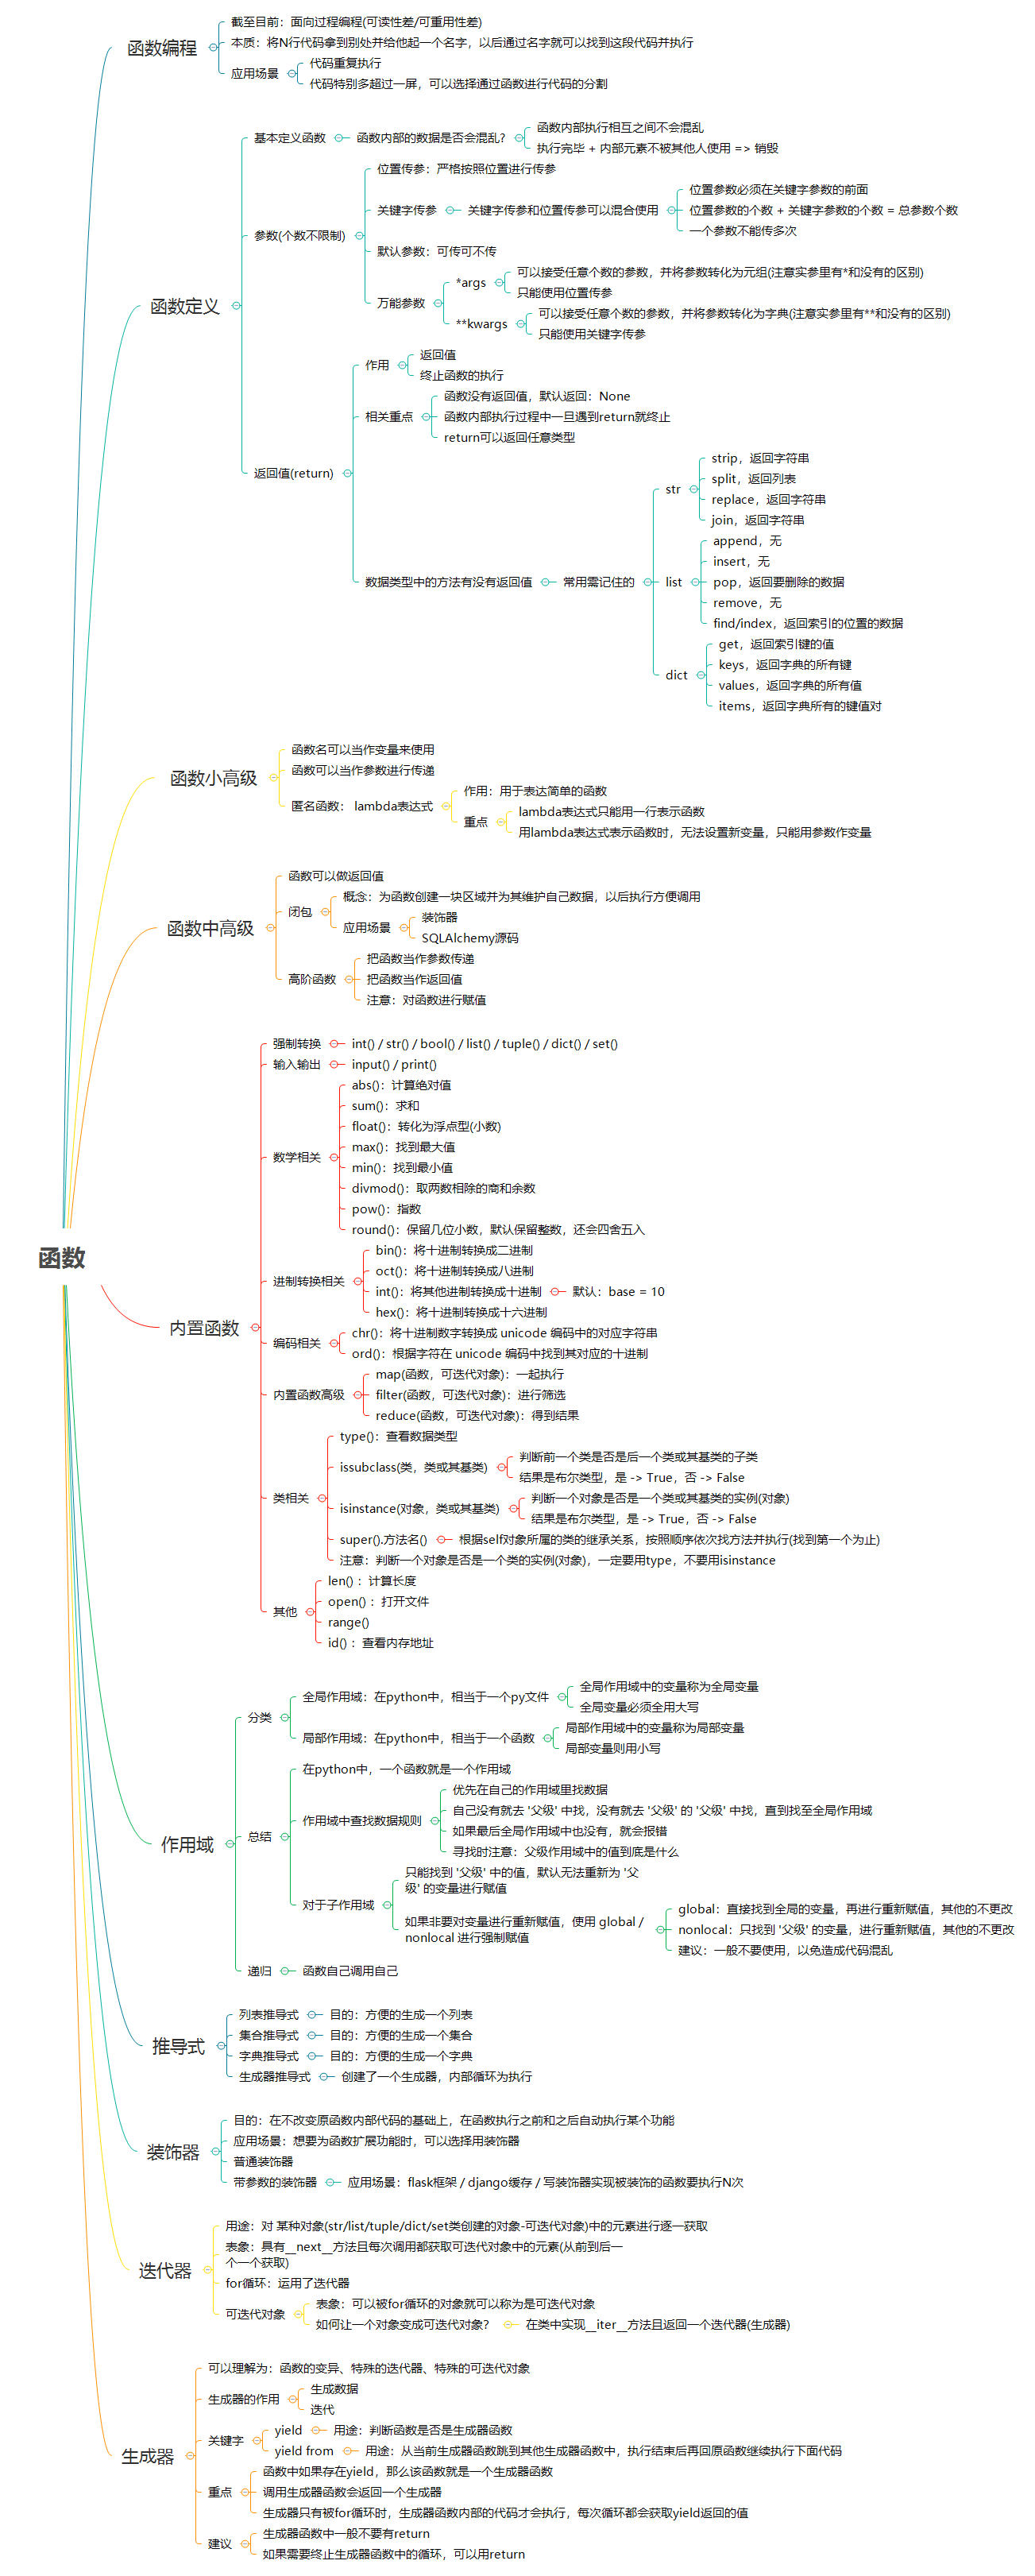 函数
函数编程
截至目前：面向过程编程(可读性差/可重用性差)
本质：将N行代码拿到别处并给他起一个名字，以后通过名字就可以找到这段代码并执行
应用场景
代码重复执行
代码特别多超过一屏，可以选择通过函数进行代码的分割
函数定义
基本定义函数
函数内部的数据是否会混乱?
函数内部执行相互之间不会混乱
执行完毕 + 内部元素不被其他人使用 => 销毁
参数(个数不限制)
位置传参：严格按照位置进行传参
关键字传参
关键字传参和位置传参可以混合使用
位置参数必须在关键字参数的前面
位置参数的个数 + 关键字参数的个数 = 总参数个数
一个参数不能传多次
默认参数：可传可不传
万能参数
*args
可以接受任意个数的参数，并将参数转化为元组(注意实参里有*和没有的区别)
只能使用位置传参
**kwargs
可以接受任意个数的参数，并将参数转化为字典(注意实参里有**和没有的区别)
只能使用关键字传参
返回值(return)
作用
返回值
终止函数的执行
相关重点
函数没有返回值，默认返回：None
函数内部执行过程中一旦遇到return就终止
return可以返回任意类型
数据类型中的方法有没有返回值
常用需记住的
str
strip，返回字符串
split，返回列表
replace，返回字符串
join，返回字符串
list
append，无
insert，无
pop，返回要删除的数据
remove，无
find/index，返回索引的位置的数据
dict
get，返回索引键的值
keys，返回字典的所有键
values，返回字典的所有值
items，返回字典所有的键值对
函数小高级
函数名可以当作变量来使用
函数可以当作参数进行传递
匿名函数： lambda表达式
作用：用于表达简单的函数
重点
lambda表达式只能用一行表示函数
用lambda表达式表示函数时，无法设置新变量，只能用参数作变量
函数中高级
函数可以做返回值
闭包
概念：为函数创建一块区域并为其维护自己数据，以后执行方便调用
应用场景
装饰器
SQLAlchemy源码
高阶函数
把函数当作参数传递
把函数当作返回值
注意：对函数进行赋值
内置函数
强制转换
int() / str() / bool() / list() / tuple() / dict() / set()
输入输出
input() / print()
数学相关
abs()：计算绝对值
sum()：求和
float()：转化为浮点型(小数)
max()：找到最大值
min()：找到最小值
divmod()：取两数相除的商和余数
pow()：指数
round()：保留几位小数，默认保留整数，还会四舍五入
进制转换相关
bin()：将十进制转换成二进制
oct()：将十进制转换成八进制
int()：将其他进制转换成十进制
默认：base = 10
hex()：将十进制转换成十六进制
编码相关
chr()：将十进制数字转换成 unicode 编码中的对应字符串
ord()：根据字符在 unicode 编码中找到其对应的十进制
内置函数高级
map(函数，可迭代对象)：一起执行
filter(函数，可迭代对象)：进行筛选
reduce(函数，可迭代对象)：得到结果
类相关
type()：查看数据类型
issubclass(类，类或其基类)
判断前一个类是否是后一个类或其基类的子类
结果是布尔类型，是 -> True，否 -> False
isinstance(对象，类或其基类)
判断一个对象是否是一个类或其基类的实例(对象)
结果是布尔类型，是 -> True，否 -> False
super().方法名()
根据self对象所属的类的继承关系，按照顺序依次找方法并执行(找到第一个为止)
注意：判断一个对象是否是一个类的实例(对象)，一定要用type，不要用isinstance
其他
len() ：计算长度
open() ：打开文件
range()
id() ：查看内存地址
作用域
分类
全局作用域：在python中，相当于一个py文件
全局作用域中的变量称为全局变量
全局变量必须全用大写
局部作用域：在python中，相当于一个函数
局部作用域中的变量称为局部变量
局部变量则用小写
总结
在python中，一个函数就是一个作用域
作用域中查找数据规则
优先在自己的作用域里找数据
自己没有就去 '父级' 中找，没有就去 '父级' 的 '父级' 中找，直到找至全局作用域
如果最后全局作用域中也没有，就会报错
寻找时注意：父级作用域中的值到底是什么
对于子作用域
只能找到 '父级' 中的值，默认无法重新为 '父
级' 的变量进行赋值
如果非要对变量进行重新赋值，使用 global /
nonlocal 进行强制赋值
global：直接找到全局的变量，再进行重新赋值，其他的不更改
nonlocal：只找到 '父级' 的变量，进行重新赋值，其他的不更改
建议：一般不要使用，以免造成代码混乱
递归
函数自己调用自己
推导式
列表推导式
目的：方便的生成一个列表
集合推导式
目的：方便的生成一个集合
字典推导式
目的：方便的生成一个字典
生成器推导式
创建了一个生成器，内部循环为执行
装饰器
目的：在不改变原函数内部代码的基础上，在函数执行之前和之后自动执行某个功能
应用场景：想要为函数扩展功能时，可以选择用装饰器
普通装饰器
带参数的装饰器
应用场景：flask框架 / django缓存 / 写装饰器实现被装饰的函数要执行N次
迭代器
用途：对 某种对象(str/list/tuple/dict/set类创建的对象-可迭代对象)中的元素进行逐一获取
表象：具有__next__方法且每次调用都获取可迭代对象中的元素(从前到后一
个一个获取)
for循环：运用了迭代器
可迭代对象
表象：可以被for循环的对象就可以称为是可迭代对象
如何让一个对象变成可迭代对象?
在类中实现__iter__方法且返回一个迭代器(生成器)
生成器
可以理解为：函数的变异、特殊的迭代器、特殊的可迭代对象
生成器的作用
生成数据
迭代
关键字
yield
用途：判断函数是否是生成器函数
yield from
用途：从当前生成器函数跳到其他生成器函数中，执行结束后再回原函数继续执行下面代码
重点
函数中如果存在yield，那么该函数就是一个生成器函数
调用生成器函数会返回一个生成器
生成器只有被for循环时，生成器函数内部的代码才会执行，每次循环都会获取yield返回的值
建议
生成器函数中一般不要有return
如果需要终止生成器函数中的循环，可以用return